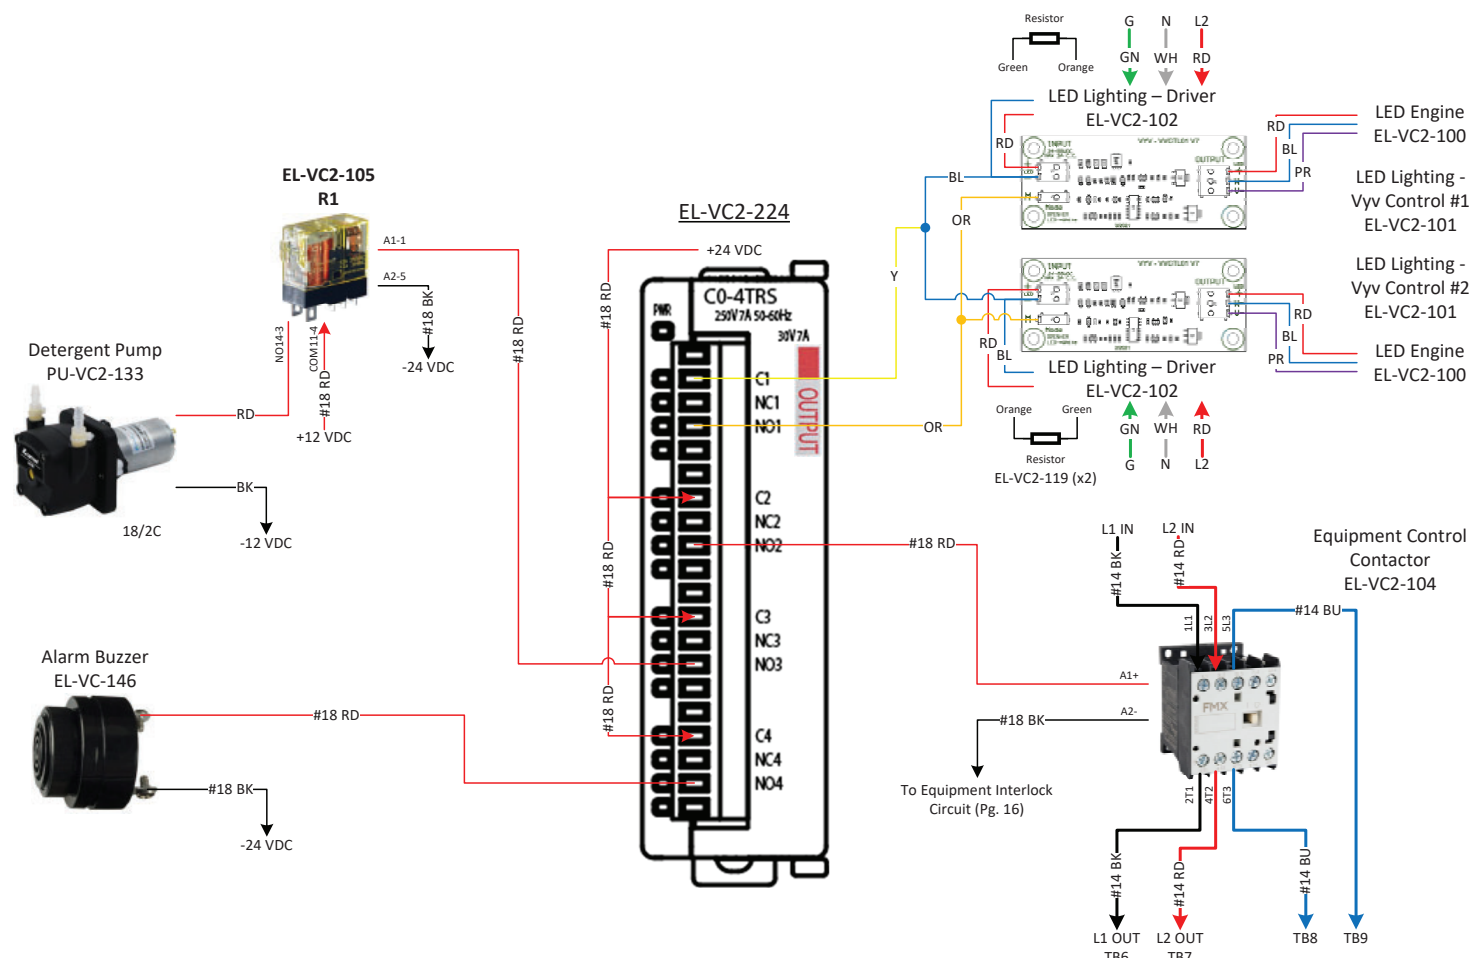 Resistor
Green
Orange
G
N
L2
GN
WH
RD
LED Lighting – Driver
EL-VC2-102
RD
BL
OR
INPUT
OUTPUT
RD
BL
PR
LED Engine
EL-VC2-100
LED Lighting -
Vyv Control #1
EL-VC2-101
LED Lighting -
Vyv Control #2
EL-VC2-101
INPUT
OUTPUT
RD
BL
PR
LED Engine
EL-VC2-100
RD
BL
LED Lighting – Driver
EL-VC2-102
Orange
Green
Resistor
EL-VC2-119 (x2)
GN
WH
RD
G
N
L2
EL-VC2-105
R1
A1-1
A2-5
#18 BK
-24 VDC
NO14-3
COM11-4
#18 RD
+12 VDC
#18 RD
Detergent Pump
PU-VC2-133
RD
BK
-12 VDC
18/2C
Alarm Buzzer
EL-VC-146
#18 RD
#18 BK
-24 VDC
EL-VC2-224
+24 VDC
#18 RD
#18 RD
#18 RD
C0-4TRS
250V7A 50-60Hz
30V7A
PWR
OUTPUT
C1
NC1
NO1
C2
NC2
NO2
C3
NC3
NO3
C4
NC4
NO4
Y
OR
#18 RD
L1 IN
L2 IN
#14 BK
#14 RD
1L1
3L2
5L3
#14 BU
Equipment Control
Contactor
EL-VC2-104
A1+
A2-
#18 BK
To Equipment Interlock
Circuit (Pg. 16)
FMX
2T1
4T2
6T3
#14 BK
#14 RD
#14 BU
L1 OUT
TB6
L2 OUT
TB7
TB8
TB9